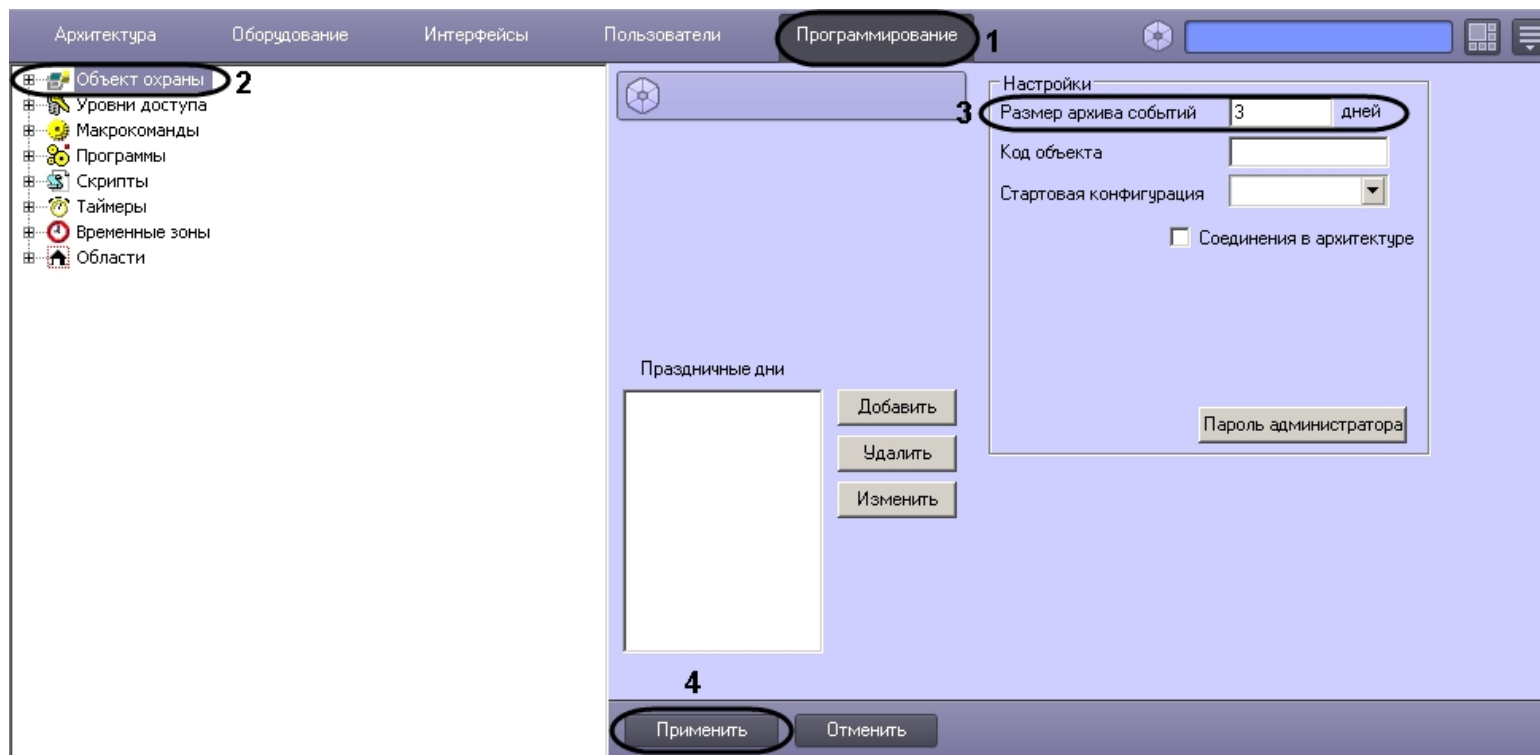 Архитектура Оборудование Интерфейсы Пользователи Программирование 1
Объект охраны 2
Уровни доступа
Макрокоманды
Программы
Скрипты
Таймеры
Временные зоны
Области
Настройки
3 Размер архива событий 3 дней
Код объекта
Стартовая конфигурация
Соединения в архитектуре
Пароль администратора
Праздничные дни
Добавить
Удалить
Изменить
4
Применить Отменить